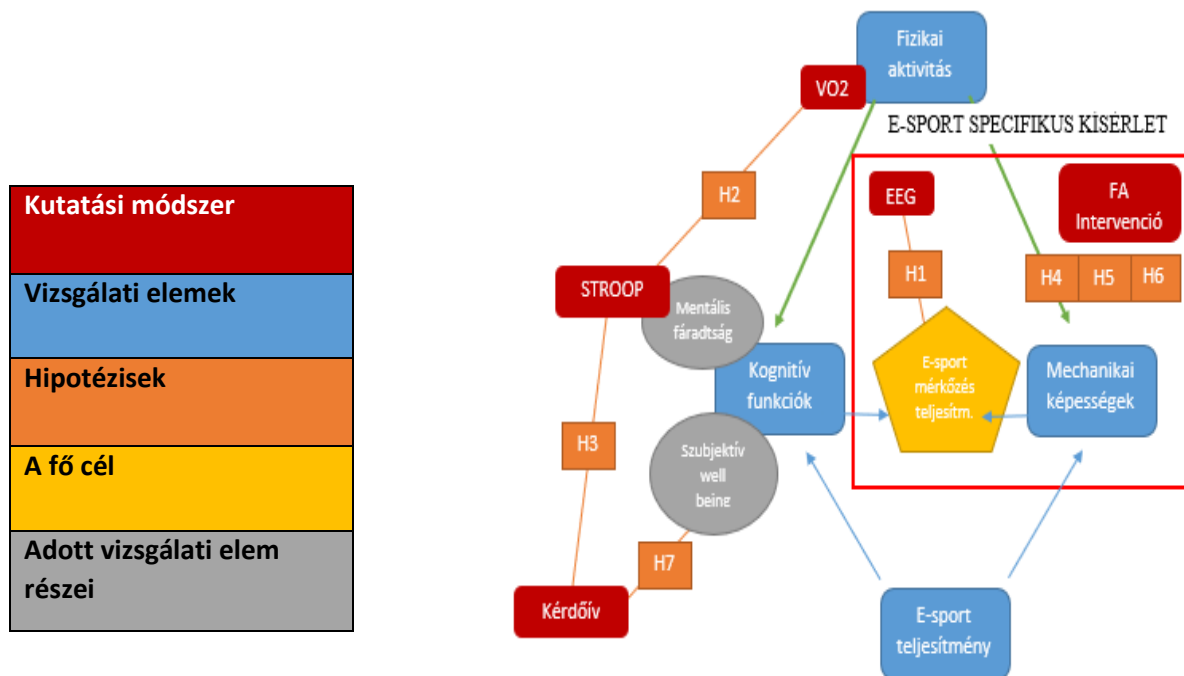 Kutatási módszer
Vizsgálati elemek
Hipotézisek
A fő cél
Adott vizsgálati elem
részei
Fizikai
aktivitás
VO2
E-SPORT SPECIFIKUS KÍSÉRLET
H2
EEG
FA
Intervenció
H1
H4 H5 H6
STROOP
Mentális
fáradtság
Kognitív
funkciók
E-sport
mérkőzés
teljesítm.
Mechanikai
képességek
H3
Szubjektív
well
being
H7
Kérdőív
E-sport
teljesítmény